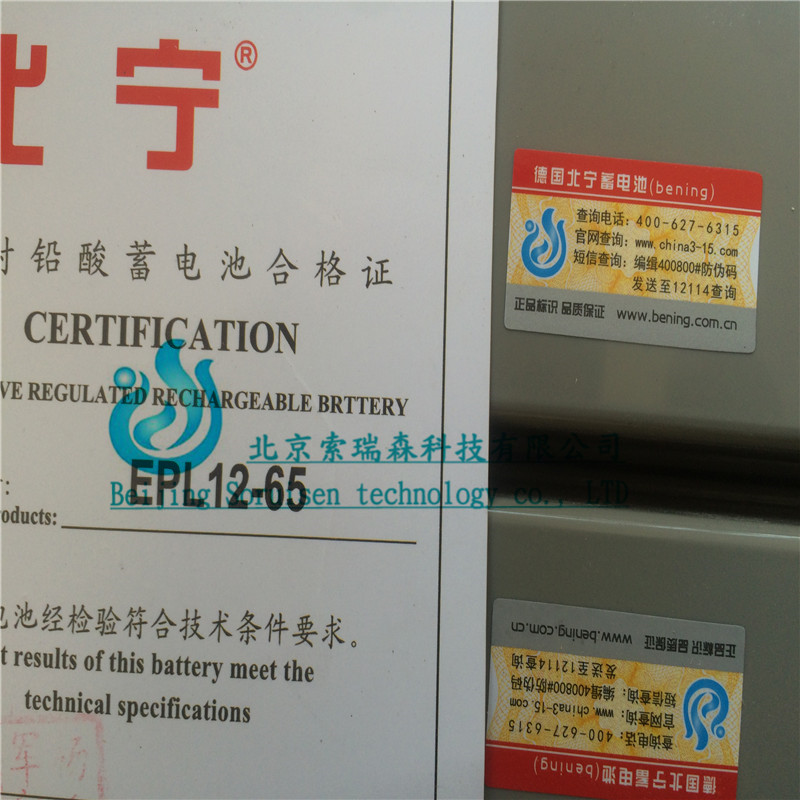 北宁®
铅酸蓄电池合格证
CERTIFICATION
VE REGULATED RECHARGEABLE BRTTERY
EPL12-65
roducts:
池经检验符合技术条件要求。
t results of this battery meet the
technical specifications
军
北京索瑞森科技有限公司
Beijing technology co., LTD
德国北宁蓄电池(bening)
查询电话：400-627-6315
官网查询：www.china3-15.com
短信查询：编缉400800#防伪码
发送至12114查询
正品标识 品质保证 www.bening.com.cn
德国北宁蓄电池(bening)
查询电话：400-627-6315
官网查询：www.china3-15.com
短信查询：编缉400800#防伪码
发送至12114查询
正品标识 品质保证 www.bening.com.cn